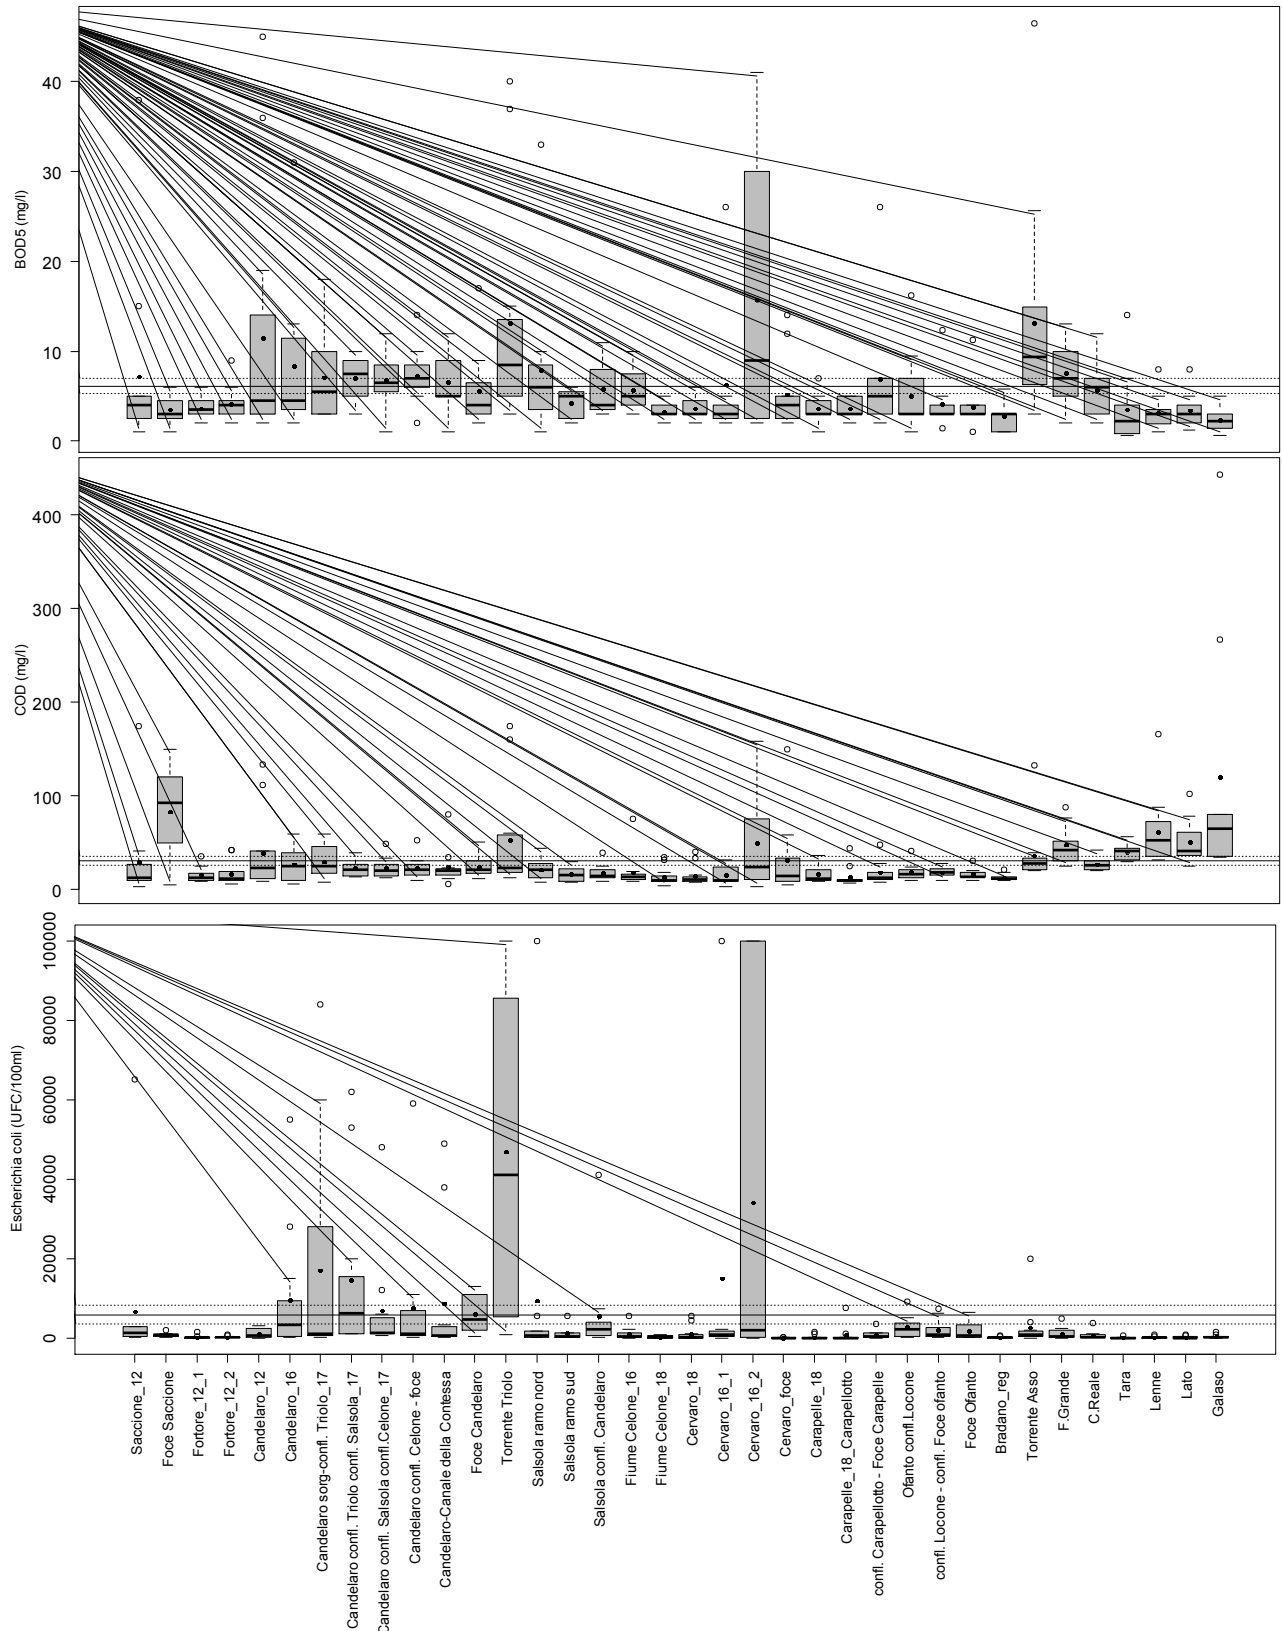 BOD5 (mg/l)
40
30
20
10
0
COD (mg/l)
400
300
200
100
0
Escherichia coli (UFC/100ml)
100000
80000
60000
40000
20000
0
Saccione_12
Foce Saccione
Fortore_12_1
Fortore_12_2
Candelaro_12
Candelaro_16
Candelaro sorg-confl. Triolo_17
Candelaro confl. Triolo confl. Salsola_17
Candelaro confl. Salsola confl.Celone_17
Candelaro confl. Celone - foce
Candelaro-Canale della Contessa
Foce Candelaro
Torrente Triolo
Salsola ramo nord
Salsola ramo sud
Salsola confl. Candelaro
Fiume Celone_16
Fiume Celone_18
Cervaro_18
Cervaro_16_1
Cervaro_16_2
Cervaro_foce
Carapelle_18
Carapelle_18_Carapellotto
confl. Carapellotto - Foce Carapelle
Ofanto confl.Locone
confl. Locone - confl. Foce ofanto
Foce Ofanto
Bradano_reg
Torrente Asso
F.Grande
C.Reale
Tara
Lenne
Lato
Galaso